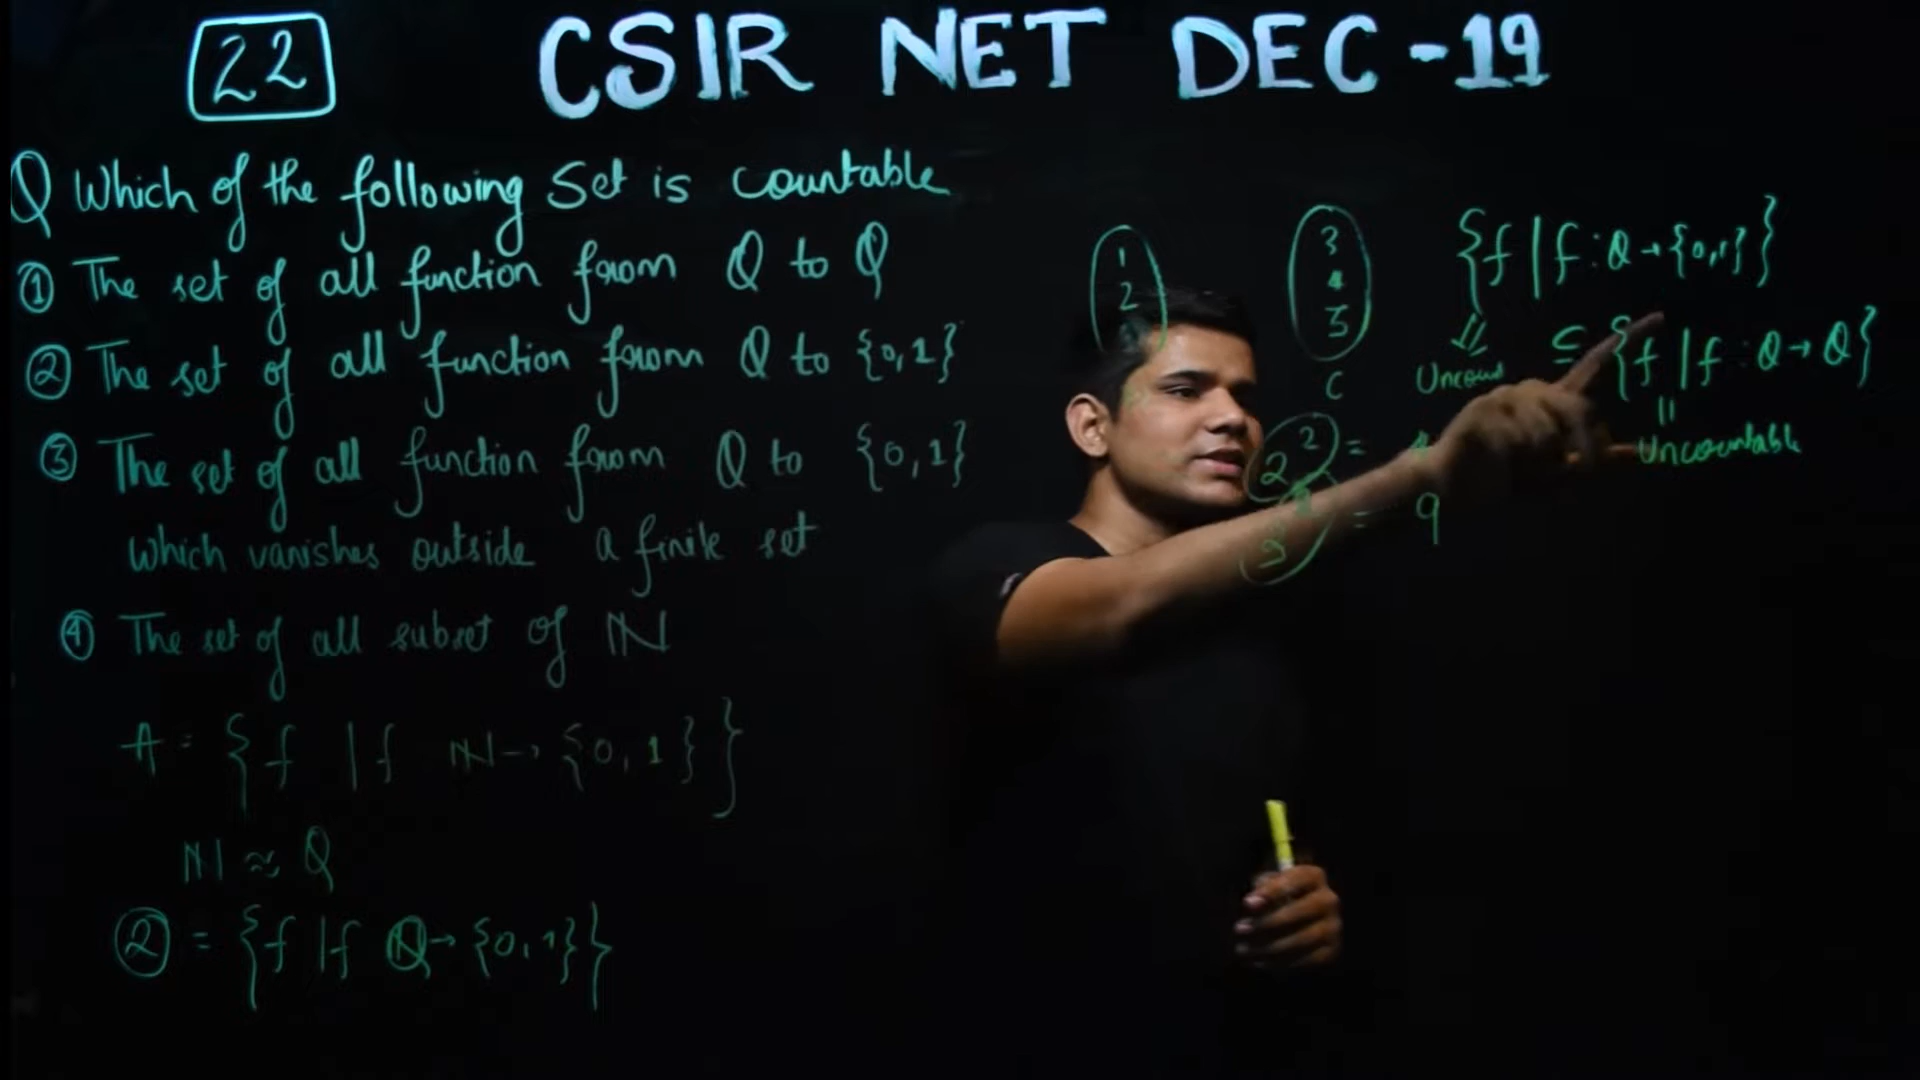 22
CSIR NET DEC-19
Q Which of the following Set is countable
① The set of all function from Q to Q
② The set of all function from Q to {0,1}
③ The set of all function from Q to {0,1}
which vanishes outside a finite set
④ The set of all subset of ℕ
A = {f | f ℕ → {0,1}}
ℕ ≈ Q
② = {f | f Q → {0,1}}
1
2
3
4
5
C
{f | f : Q → {0,1}}
⊆ {f | f : Q → Q}
Uncountable
2² =
= 9